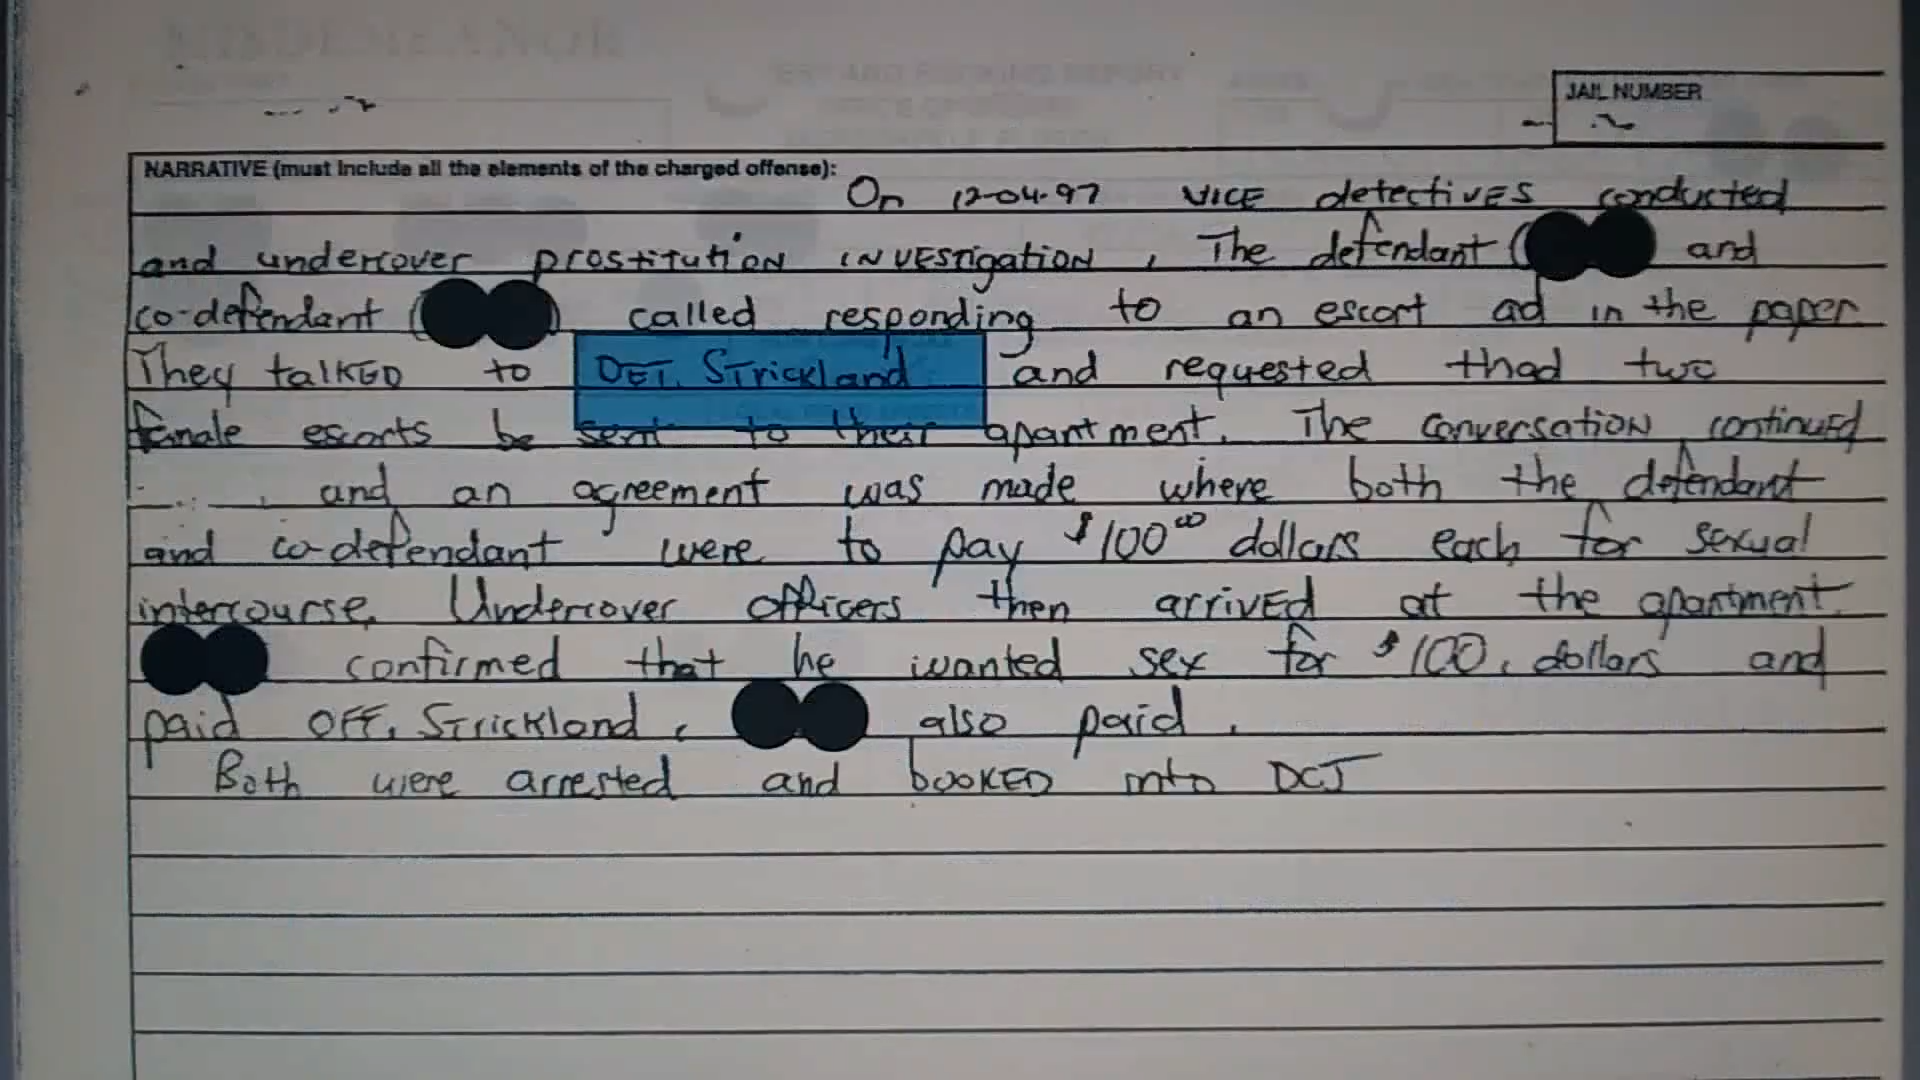 JAIL NUMBER
NARRATIVE (must include all the elements of the charged offense):
On 12-04-97 VICE detectives conducted
and undercover prostitution investigation. The defendant ( and
co-defendant ( ) called responding to an escort ad in the paper
They talked to DET. Strickland and requested thad two
female escorts be sent to their apartment. The conversation continued
and an agreement was made where both the defendant
and co-defendant were to pay $100.00 dollars each for sexual
intercourse. Undercover officers then arrived at the apartment.
confirmed that he wanted sex for $100. dollars and
paid OFF. Strickland. also paid.
Both were arrested and booked into DCJ